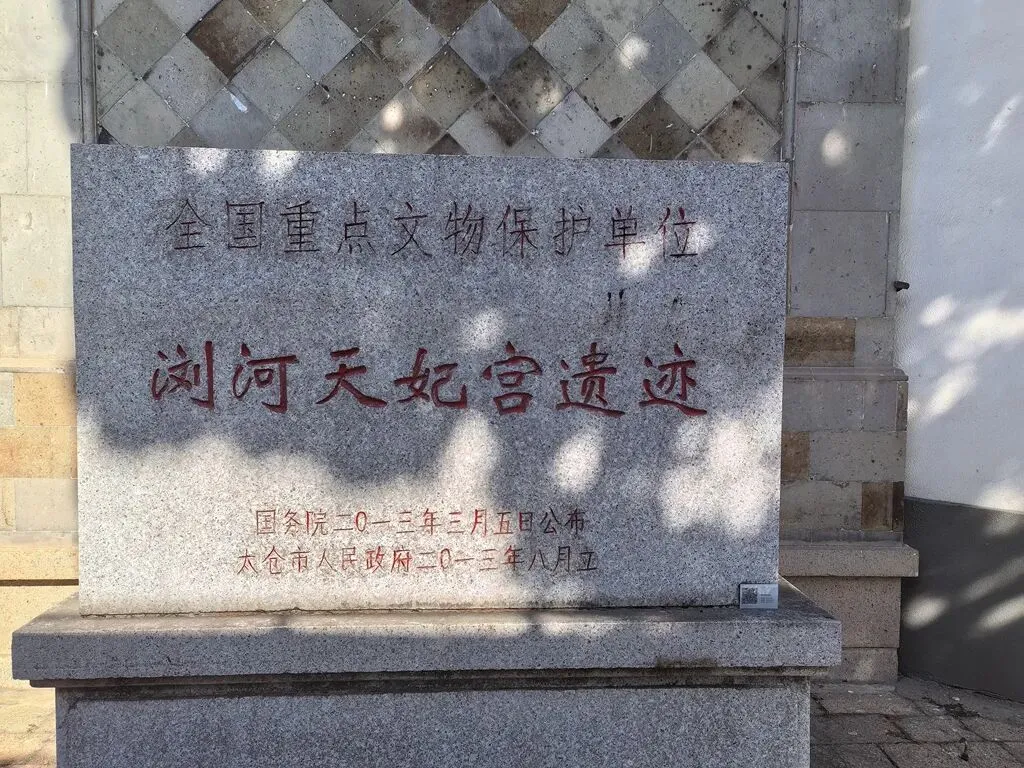 全国重点文物保护单位
浏河天妃宫遗迹
国务院二〇一三年三月五日公布
太仓市人民政府二〇一三年八月立